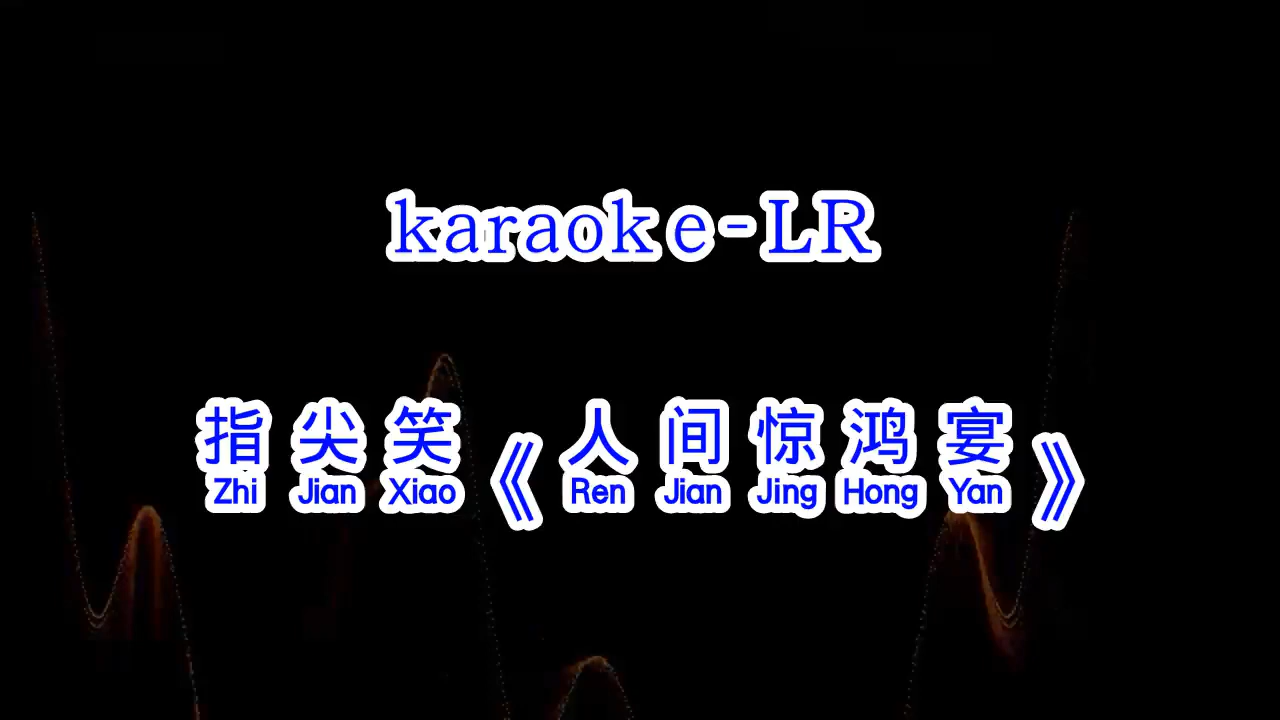 karaoke-LR
指尖笑《人间惊鸿宴》
Zhi Jian Xiao Ren Jian Jing Hong Yan